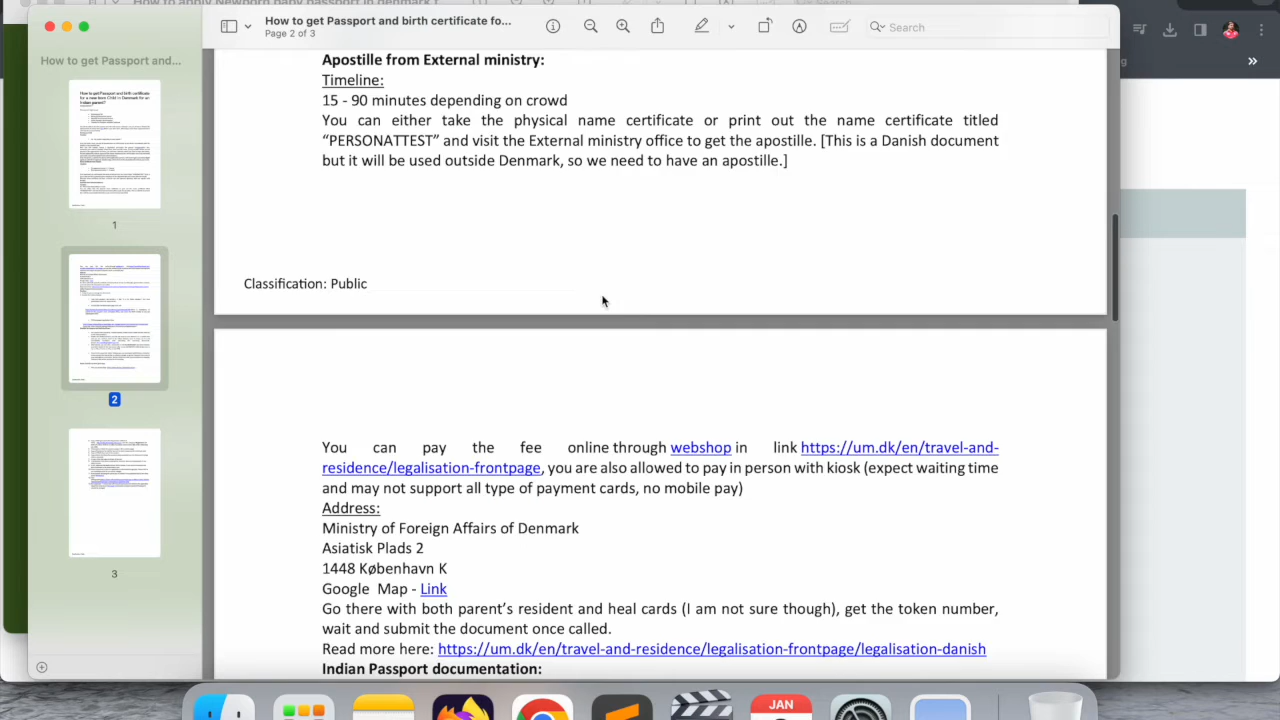 How to get Passport and birth certificate fo...
Page 2 of 3
Search
How to get Passport and...
1
2
3
Apostille from External ministry:
Timeline:
15 - 90 minutes depending on crowd
You can either take the physical name certificate or print out the name certificate titled
“PERSONATTEST” and visit the External ministry office to get the apostille. [This is a Danish document
but it will be used outside Denmark, so we need to have an apostille.]
Classification: Public
You can pay the fee online through webshop in link https://um.dk/en/travel-and-
residence/legalisation-frontpage, you are also allowed to pay in person with kiosk (expect waiting time
and may not support all type of payment cards, no mobile pay)
Address:
Ministry of Foreign Affairs of Denmark
Asiatisk Plads 2
1448 København K
Google Map - Link
Go there with both parent’s resident and heal cards (I am not sure though), get the token number,
wait and submit the document once called.
Read more here: https://um.dk/en/travel-and-residence/legalisation-frontpage/legalisation-danish
Indian Passport documentation:
JAN